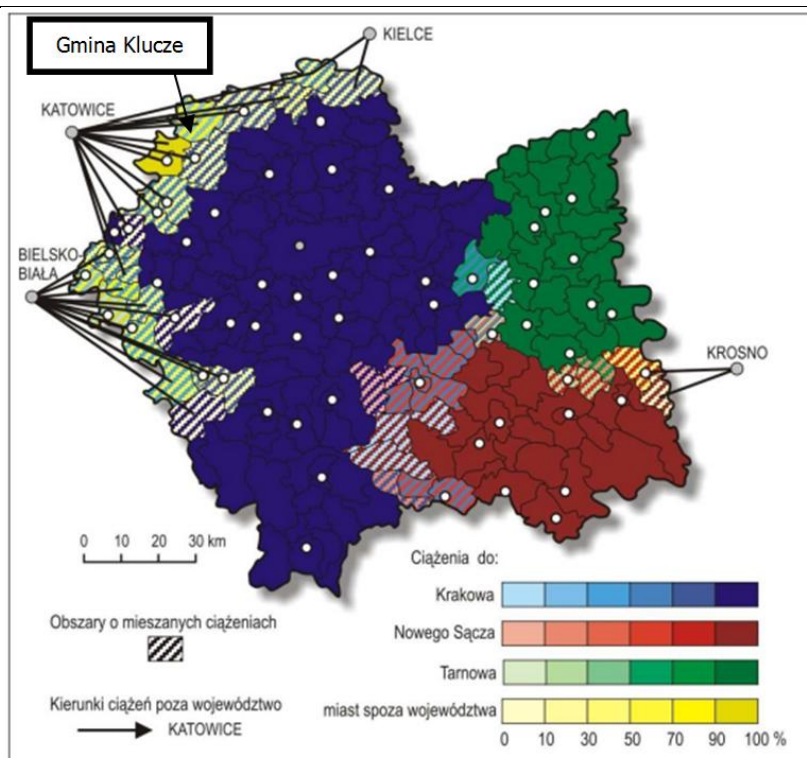 Gmina Klucze
KIELCE
KATOWICE
BIELSKO-
BIAŁA
KROSNO
0 10 20 30 km
Ciążenia do:
Krakowa
Obszary o mieszanych ciążeniach
Nowego Sącza
Tarnowa
Kierunki ciążeń poza województwo
KATOWICE
miast spoza województwa
0 10 30 50 70 90 100 %